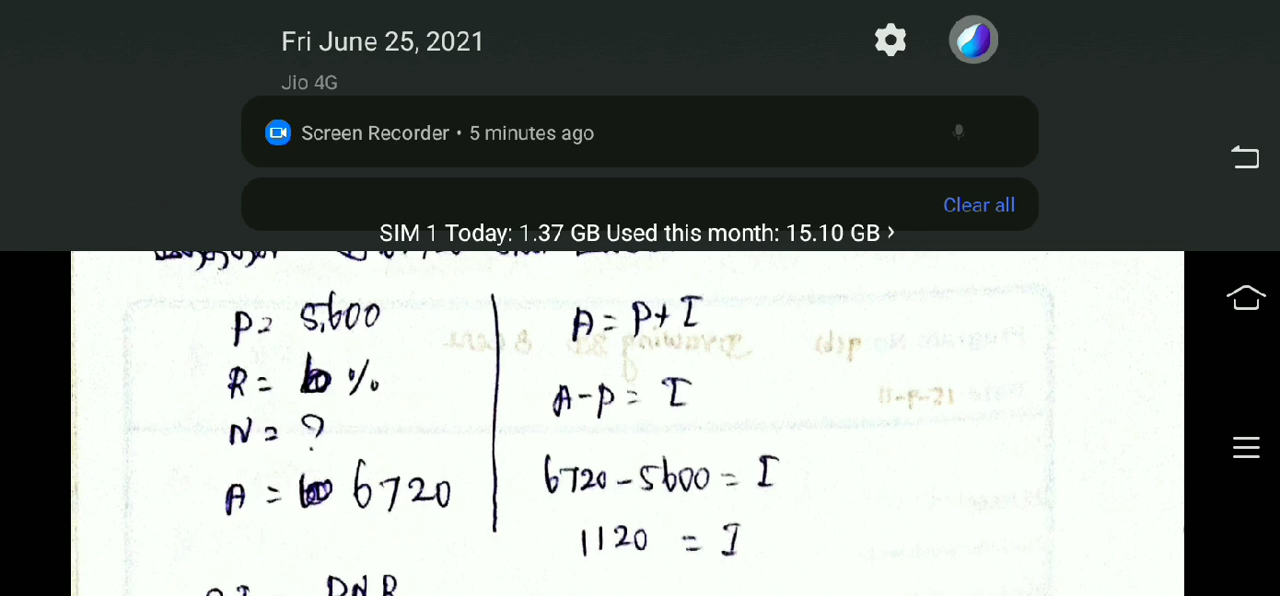 Fri June 25, 2021
Jio 4G
Screen Recorder • 5 minutes ago
Clear all
SIM 1 Today: 1.37 GB Used this month: 15.10 GB ›
P= 5,600
R= %
N= ?
A = 6720
A= P+ I
A-P= I
6720-5600= I
1120 = I
PNR